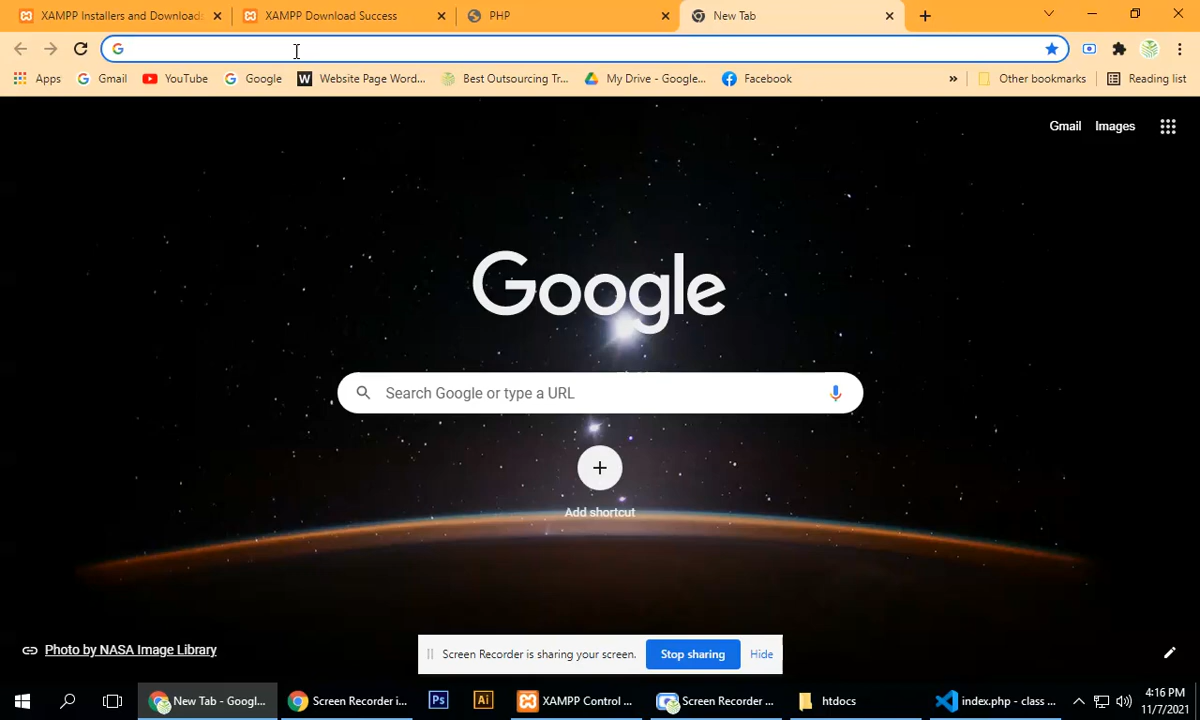 XAMPP Installers and Downloads
XAMPP Download Success
PHP
New Tab
Apps
Gmail
YouTube
Google
Website Page Word...
Best Outsourcing Tr...
My Drive - Google...
Facebook
»
Other bookmarks
Reading list
Gmail
Images
Google
Search Google or type a URL
Add shortcut
Photo by NASA Image Library
Screen Recorder is sharing your screen.
Stop sharing
Hide
New Tab - Googl...
Screen Recorder i...
Ps
Ai
XAMPP Control ...
Screen Recorder ...
htdocs
index.php - class ...
4:16 PM
11/7/2021